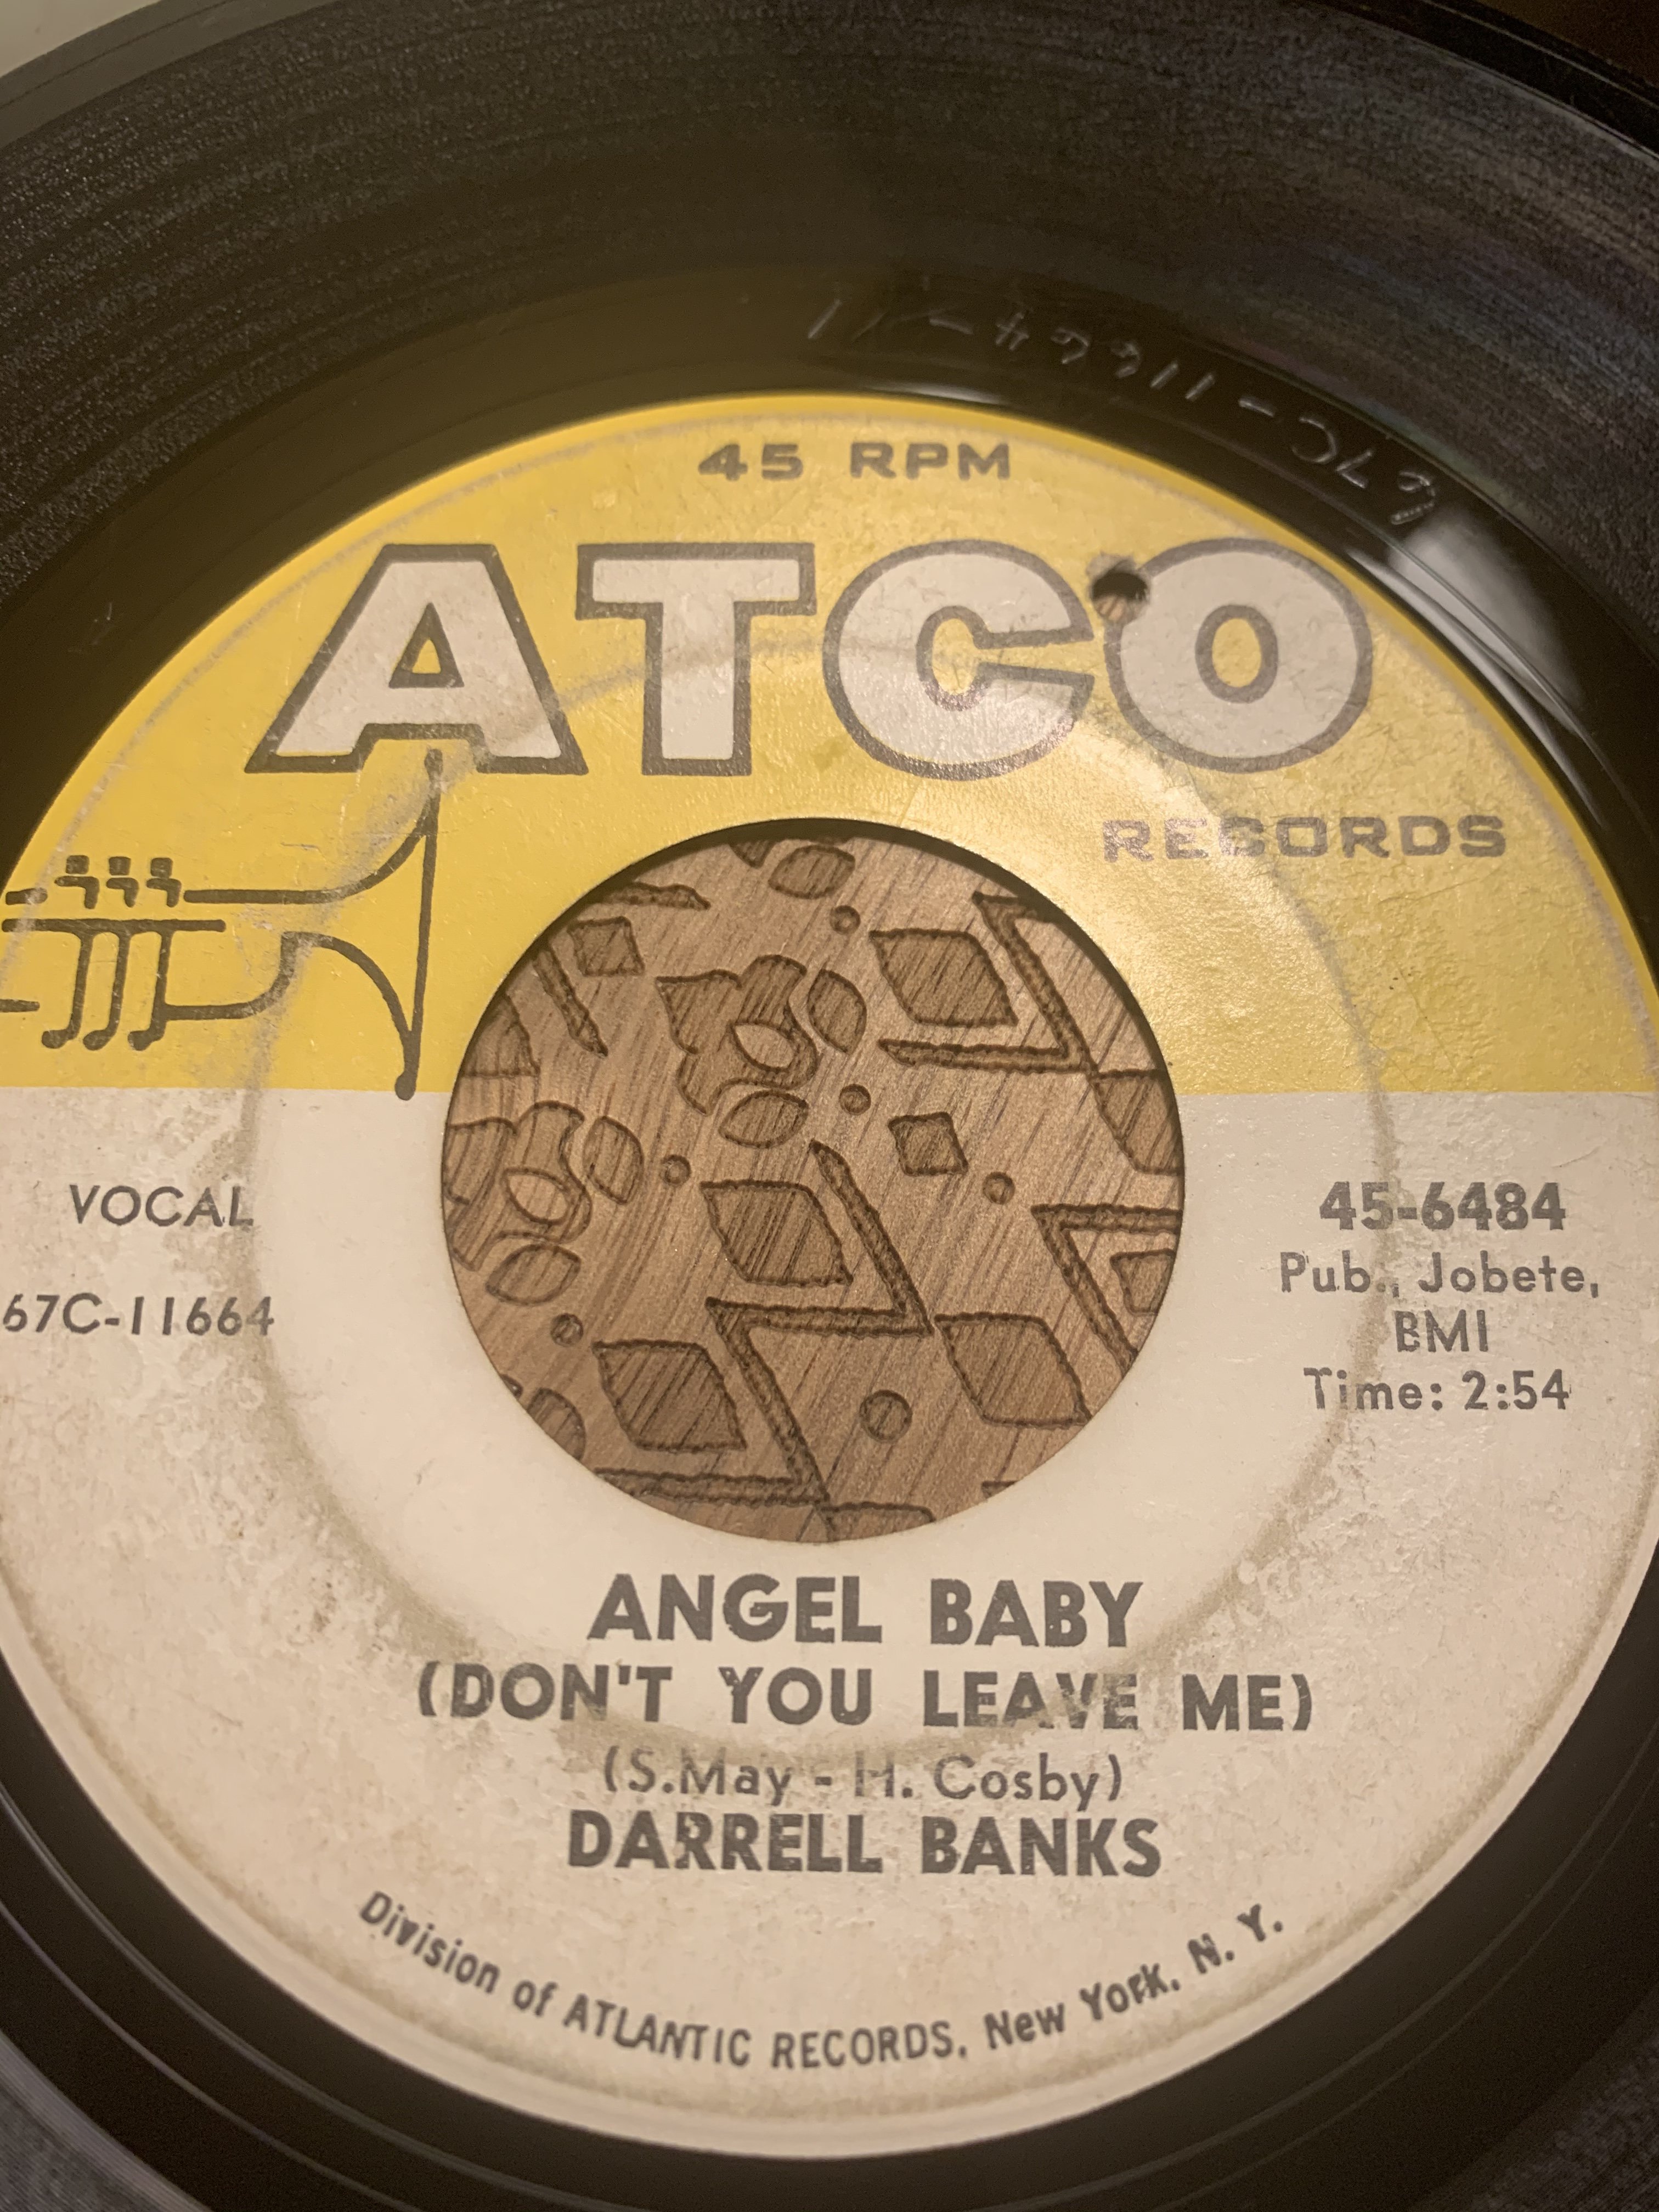 67C-11664-
45 RPM
ATCO
RECORDS
VOCAL
67C-11664
45-6484
Pub., Jobete,
BMI
Time: 2:54
ANGEL BABY
(DON'T YOU LEAVE ME)
(S.May - H. Cosby)
DARRELL BANKS
Division of ATLANTIC RECORDS, New York, N. Y.